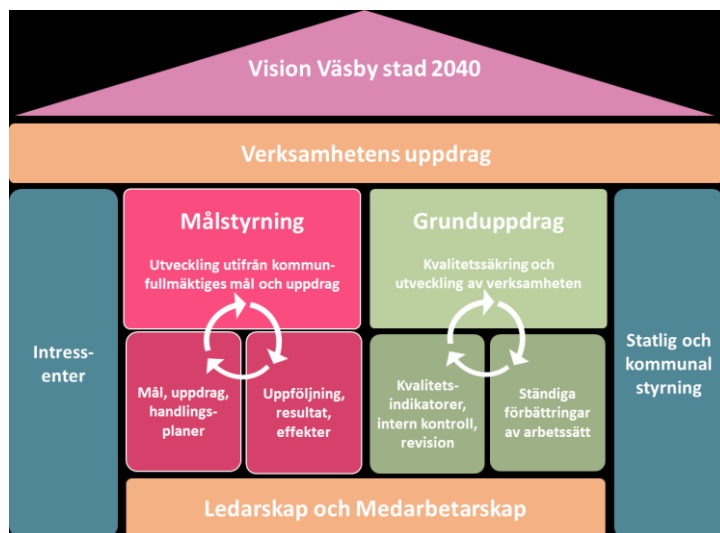 Vision Väsby stad 2040
Verksamhetens uppdrag
Intress-
enter
Målstyrning
Utveckling utifrån kommun-
fullmäktiges mål och uppdrag
Mål, uppdrag,
handlings-
planer
Uppföljning,
resultat,
effekter
Grunduppdrag
Kvalitetssäkring och
utveckling av verksamheten
Kvalitets-
indikatorer,
intern kontroll,
revision
Ständiga
förbättringar
av arbetssätt
Statlig och
kommunal
styrning
Ledarskap och Medarbetarskap